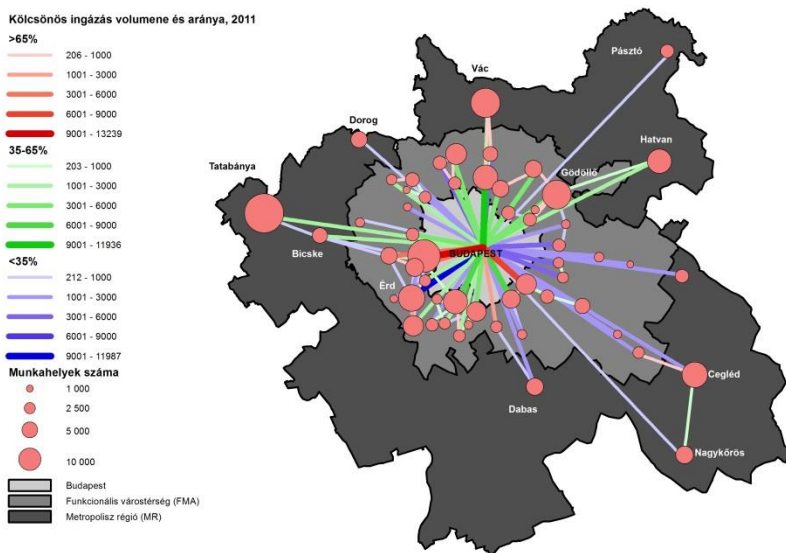 Kölcsönös ingázás volumene és aránya, 2011
>65%
206 - 1000
1001 - 3000
3001 - 6000
6001 - 9000
9001 - 13239
35-65%
203 - 1000
1001 - 3000
3001 - 6000
6001 - 9000
9001 - 11936
<35%
212 - 1000
1001 - 3000
3001 - 6000
6001 - 9000
9001 - 11987
Munkahelyek száma
1 000
2 500
5 000
10 000
Budapest
Funkcionális várostérség (FMA)
Metropolisz régió (MR)
Pásztó
Vác
Dorog
Hatvan
Gödöllő
Tatabánya
Bicske
BUDAPEST
Érd
Cegléd
Dabas
Nagykőrös